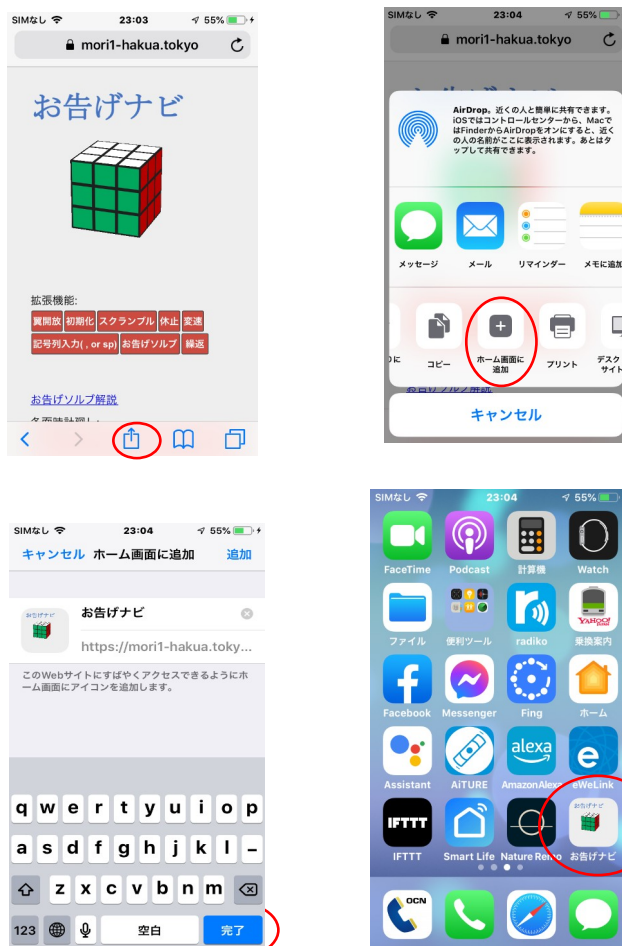 SIMなし 23:03 55%
mori1-hakua.tokyo
お告げナビ
拡張機能:
翼開放 初期化 スクランブル 休止 変速
記号列入力( , or sp) お告げソルブ 繰返
お告げソルブ解説
SIMなし 23:04 55%
mori1-hakua.tokyo
AirDrop。近くの人と簡単に共有できます。
iOSではコントロールセンターから、Macで
はFinderからAirDropをオンにすると、近く
の人の名前がここに表示されます。あとはタ
ップして共有できます。
メッセージ メール リマインダー メモに追加
コピー ホーム画面に プリント デスク
追加 サイト
キャンセル
SIMなし 23:04 55%
キャンセル ホーム画面に追加 追加
お告げナビ
お告げナビ
https://mori1-hakua.toky...
このWebサイトにすばやくアクセスできるようにホ
ーム画面にアイコンを追加します。
q w e r t y u i o p
a s d f g h j k l -
z x c v b n m
123 空白 完了
SIMなし 23:04 55%
FaceTime Podcast 計算機 Watch
YAHOO!
ファイル 便利ツール radiko 乗換案内
Facebook Messenger Fing ホーム
alexa e
Assistant AiTURE Amazon Alexa eWeLink
IFTTT お告げナビ
IFTTT Smart Life Nature Remo お告げナビ
OCN